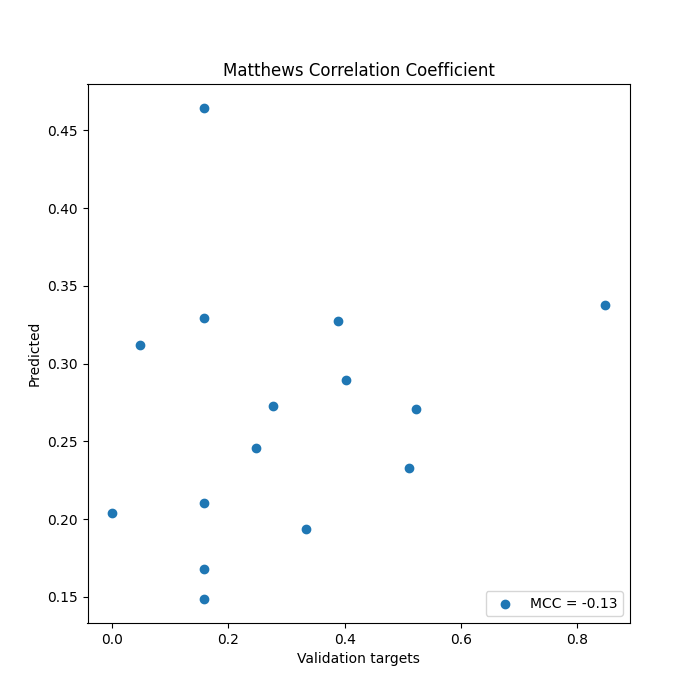 Matthews Correlation Coefficient
0.45
0.40
0.35
0.30
0.25
0.20
0.15
Predicted
MCC = -0.13
0.0 0.2 0.4 0.6 0.8
Validation targets